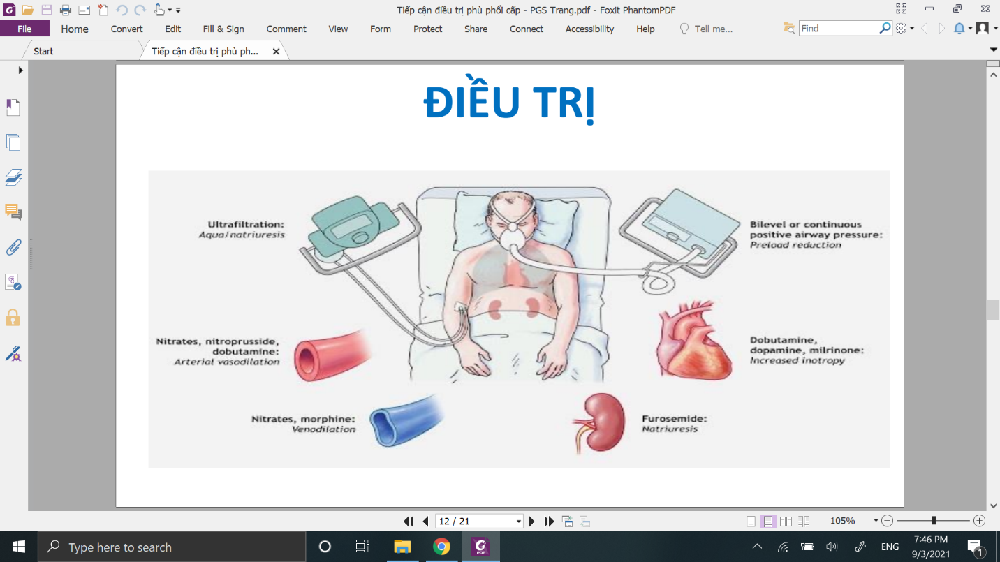 Tiếp cận điều trị phù phổi cấp - PGS Trang.pdf - Foxit PhantomPDF
File Home Convert Edit Fill & Sign Comment View Form Protect Share Connect Accessibility Help Tell me... Find
Start Tiếp cận điều trị phù ph...
ĐIỀU TRỊ
Ultrafiltration:
Aqua/natriuresis
Bilevel or continuous
positive airway pressure:
Preload reduction
Nitrates, nitroprusside,
dobutamine:
Arterial vasodilation
Dobutamine,
dopamine, milrinone:
Increased inotropy
Nitrates, morphine:
Venodilation
Furosemide:
Natriuresis
12 / 21
105%
Type here to search
PDF
ENG
7:46 PM
9/3/2021
1